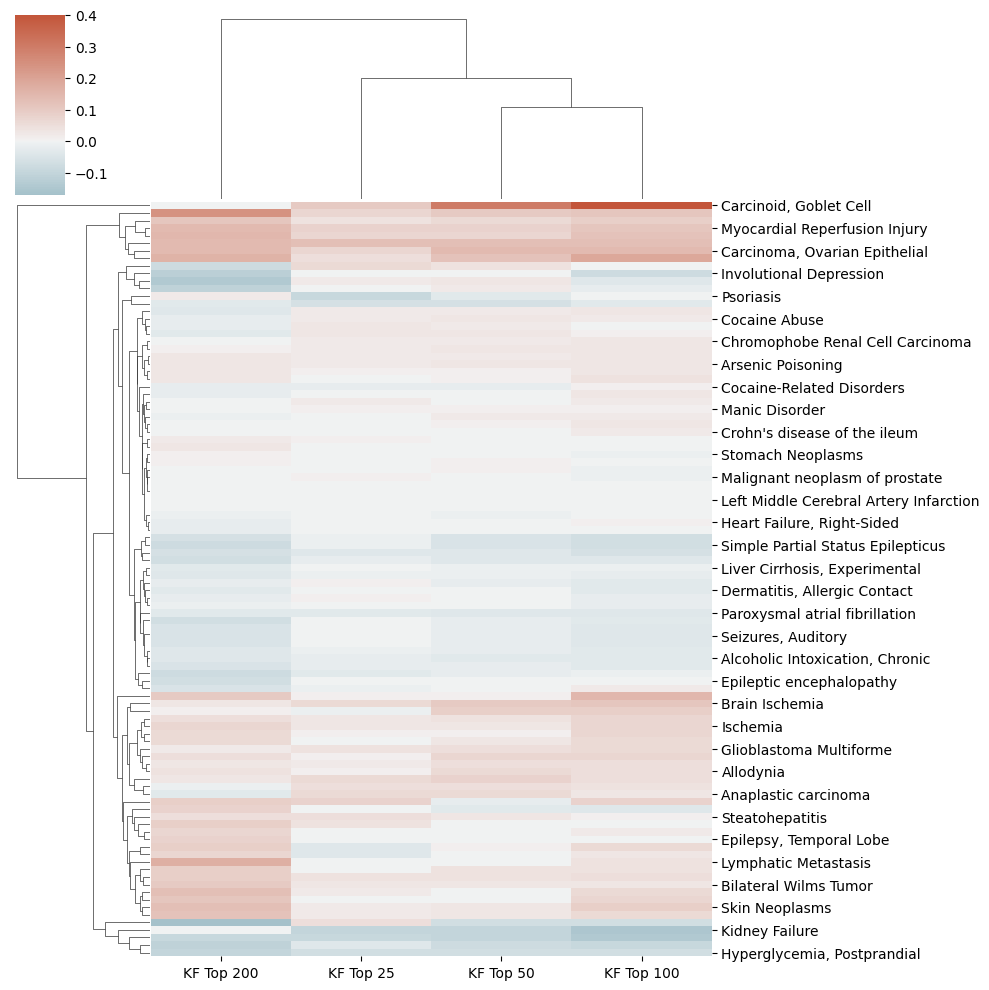 0.4
0.3
0.2
0.1
0.0
−0.1
Carcinoid, Goblet Cell
Myocardial Reperfusion Injury
Carcinoma, Ovarian Epithelial
Involutional Depression
Psoriasis
Cocaine Abuse
Chromophobe Renal Cell Carcinoma
Arsenic Poisoning
Cocaine-Related Disorders
Manic Disorder
Crohn's disease of the ileum
Stomach Neoplasms
Malignant neoplasm of prostate
Left Middle Cerebral Artery Infarction
Heart Failure, Right-Sided
Simple Partial Status Epilepticus
Liver Cirrhosis, Experimental
Dermatitis, Allergic Contact
Paroxysmal atrial fibrillation
Seizures, Auditory
Alcoholic Intoxication, Chronic
Epileptic encephalopathy
Brain Ischemia
Ischemia
Glioblastoma Multiforme
Allodynia
Anaplastic carcinoma
Steatohepatitis
Epilepsy, Temporal Lobe
Lymphatic Metastasis
Bilateral Wilms Tumor
Skin Neoplasms
Kidney Failure
Hyperglycemia, Postprandial
KF Top 200 KF Top 25 KF Top 50 KF Top 100